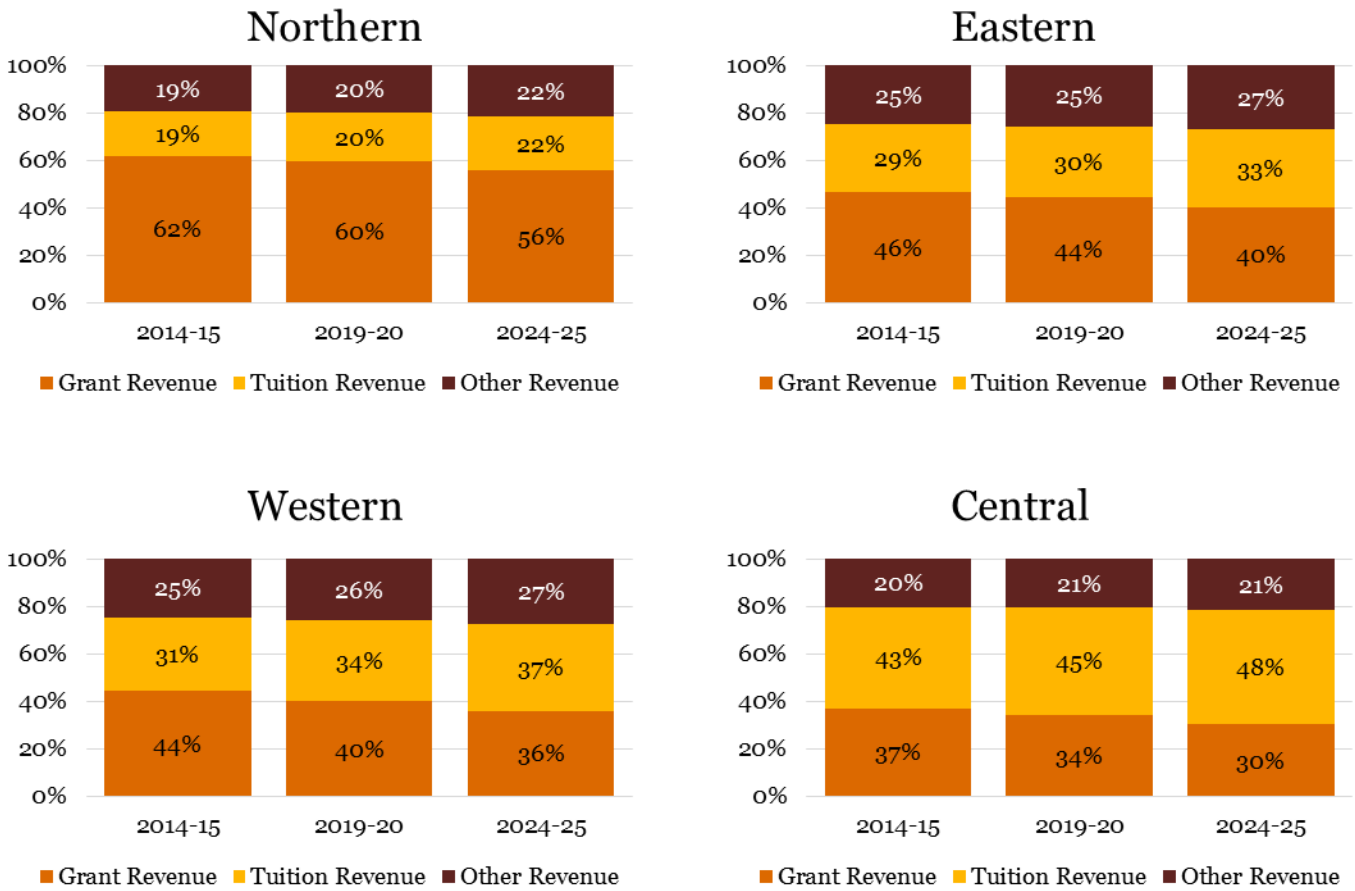 Northern
100%
80%
60%
40%
20%
0%
19% 20% 22%
19% 20% 22%
62% 60% 56%
2014-15 2019-20 2024-25
Grant Revenue Tuition Revenue Other Revenue
Eastern
100%
80%
60%
40%
20%
0%
25% 25% 27%
29% 30% 33%
46% 44% 40%
2014-15 2019-20 2024-25
Grant Revenue Tuition Revenue Other Revenue
Western
100%
80%
60%
40%
20%
0%
25% 26% 27%
31% 34% 37%
44% 40% 36%
2014-15 2019-20 2024-25
Grant Revenue Tuition Revenue Other Revenue
Central
100%
80%
60%
40%
20%
0%
20% 21% 21%
43% 45% 48%
37% 34% 30%
2014-15 2019-20 2024-25
Grant Revenue Tuition Revenue Other Revenue